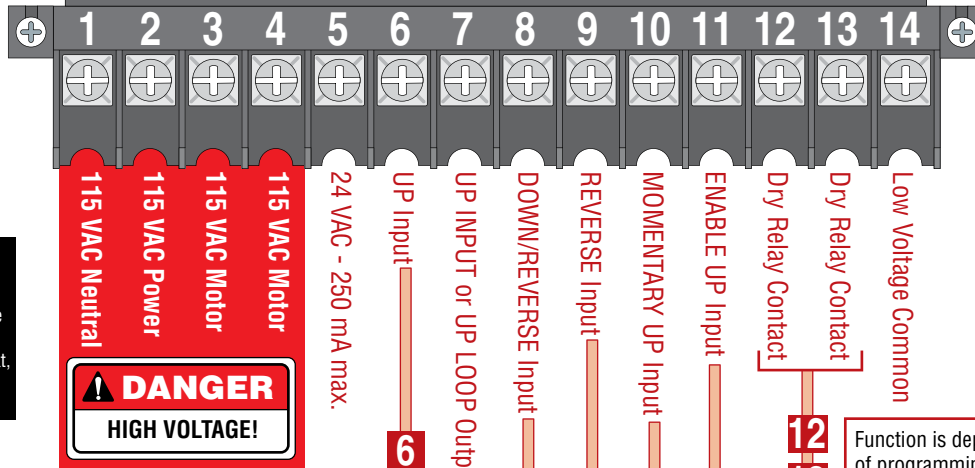 1 2 3 4 5 6 7 8 9 10 11 12 13 14
115 VAC Neutral
115 VAC Power
115 VAC Motor
115 VAC Motor
24 VAC - 250 mA max.
UP Input
UP INPUT or UP LOOP Outp
DOWN/REVERSE Input
REVERSE Input
MOMENTARY UP Input
ENABLE UP Input
Dry Relay Contact
Dry Relay Contact
Low Voltage Common
DANGER
HIGH VOLTAGE!
6
12
Function is de
of programmin